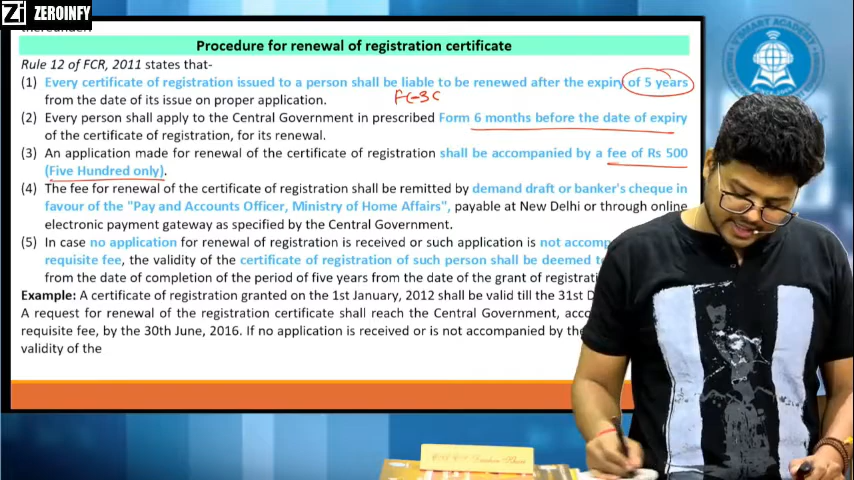 Zi ZEROINFY
thereunder.
Procedure for renewal of registration certificate
Rule 12 of FCR, 2011 states that-
(1) Every certificate of registration issued to a person shall be liable to be renewed after the expiry of 5 years
from the date of its issue on proper application.
FC-3C
(2) Every person shall apply to the Central Government in prescribed Form 6 months before the date of expiry
of the certificate of registration, for its renewal.
(3) An application made for renewal of the certificate of registration shall be accompanied by a fee of Rs 500
(Five Hundred only).
(4) The fee for renewal of the certificate of registration shall be remitted by demand draft or banker's cheque in
favour of the "Pay and Accounts Officer, Ministry of Home Affairs", payable at New Delhi or through online
electronic payment gateway as specified by the Central Government.
(5) In case no application for renewal of registration is received or such application is not accomp
requisite fee, the validity of the certificate of registration of such person shall be deemed t
from the date of completion of the period of five years from the date of the grant of registrati
Example: A certificate of registration granted on the 1st January, 2012 shall be valid till the 31st D
A request for renewal of the registration certificate shall reach the Central Government, acco
requisite fee, by the 30th June, 2016. If no application is received or is not accompanied by the
validity of the